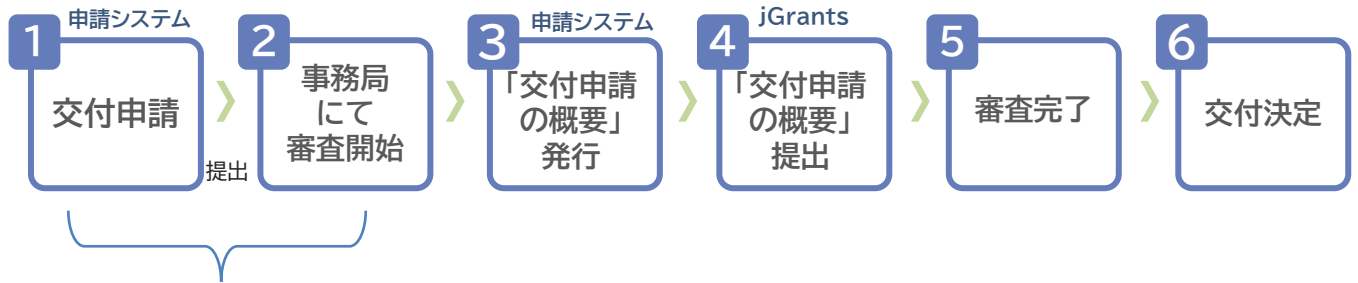 申請システム
1
交付申請
提出
2
事務局
にて
審査開始
申請システム
3
「交付申請
の概要」
発行
jGrants
4
「交付申請
の概要」
提出
5
審査完了
6
交付決定